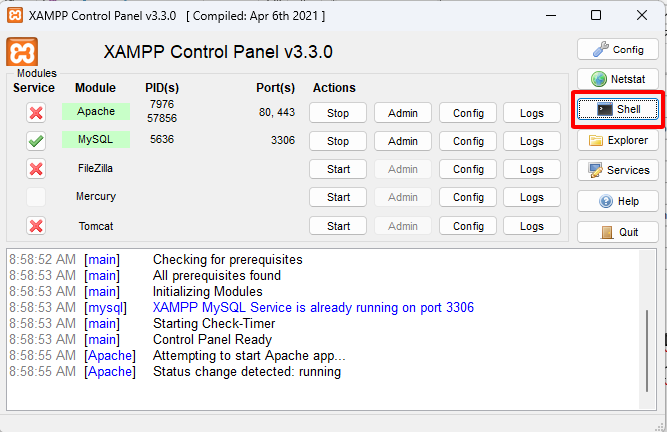 XAMPP Control Panel v3.3.0 [ Compiled: Apr 6th 2021 ]
XAMPP Control Panel v3.3.0
Config
Modules
Service Module PID(s) Port(s) Actions
Netstat
Apache 7976 57856 80, 443 Stop Admin Config Logs
Shell
MySQL 5636 3306 Stop Admin Config Logs
Explorer
FileZilla Start Admin Config Logs
Services
Mercury Start Admin Config Logs
Help
Tomcat Start Admin Config Logs
Quit
8:58:52 AM [main] Checking for prerequisites
8:58:53 AM [main] All prerequisites found
8:58:53 AM [main] Initializing Modules
8:58:53 AM [mysql] XAMPP MySQL Service is already running on port 3306
8:58:53 AM [main] Starting Check-Timer
8:58:53 AM [main] Control Panel Ready
8:58:55 AM [Apache] Attempting to start Apache app...
8:58:55 AM [Apache] Status change detected: running